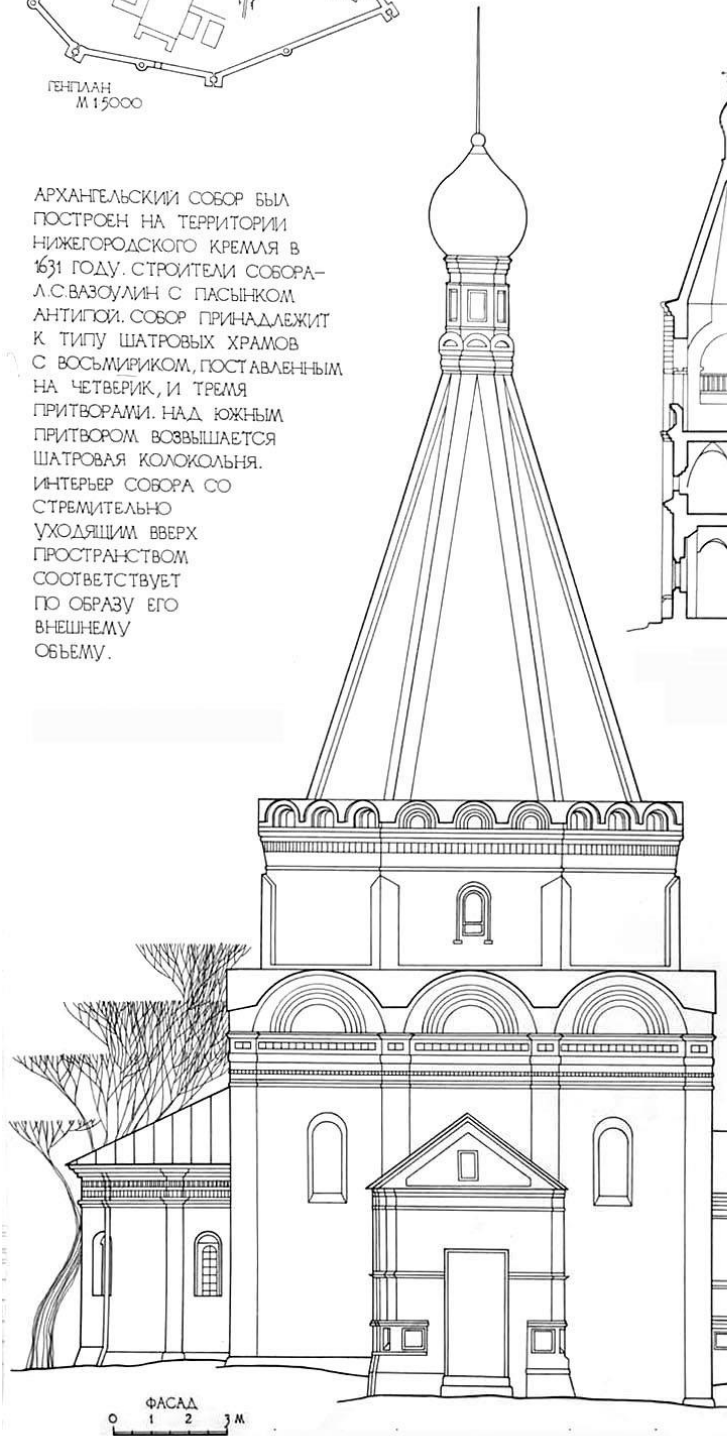 ГЕНПЛАН
М 1:5000
АРХАНГЕЛЬСКИЙ СОБОР БЫЛ
ПОСТРОЕН НА ТЕРРИТОРИИ
НИЖЕГОРОДСКОГО КРЕМЛЯ В
1631 ГОДУ. СТРОИТЕЛИ СОБОРА–
Л.С.ВАЗОУЛИН С ПАСЫНКОМ
АНТИПОЙ. СОБОР ПРИНАДЛЕЖИТ
К ТИПУ ШАТРОВЫХ ХРАМОВ
С ВОСЬМИРИКОМ, ПОСТАВЛЕННЫМ
НА ЧЕТВЕРИК, И ТРЕМЯ
ПРИТВОРАМИ. НАД ЮЖНЫМ
ПРИТВОРОМ ВОЗВЫШАЕТСЯ
ШАТРОВАЯ КОЛОКОЛЬНЯ.
ИНТЕРЬЕР СОБОРА СО
СТРЕМИТЕЛЬНО
УХОДЯЩИМ ВВЕРХ
ПРОСТРАНСТВОМ
СООТВЕТСТВУЕТ
ПО ОБРАЗУ ЕГО
ВНЕШНЕМУ
ОБЬЕМУ.
ФАСАД
0 1 2 3 М